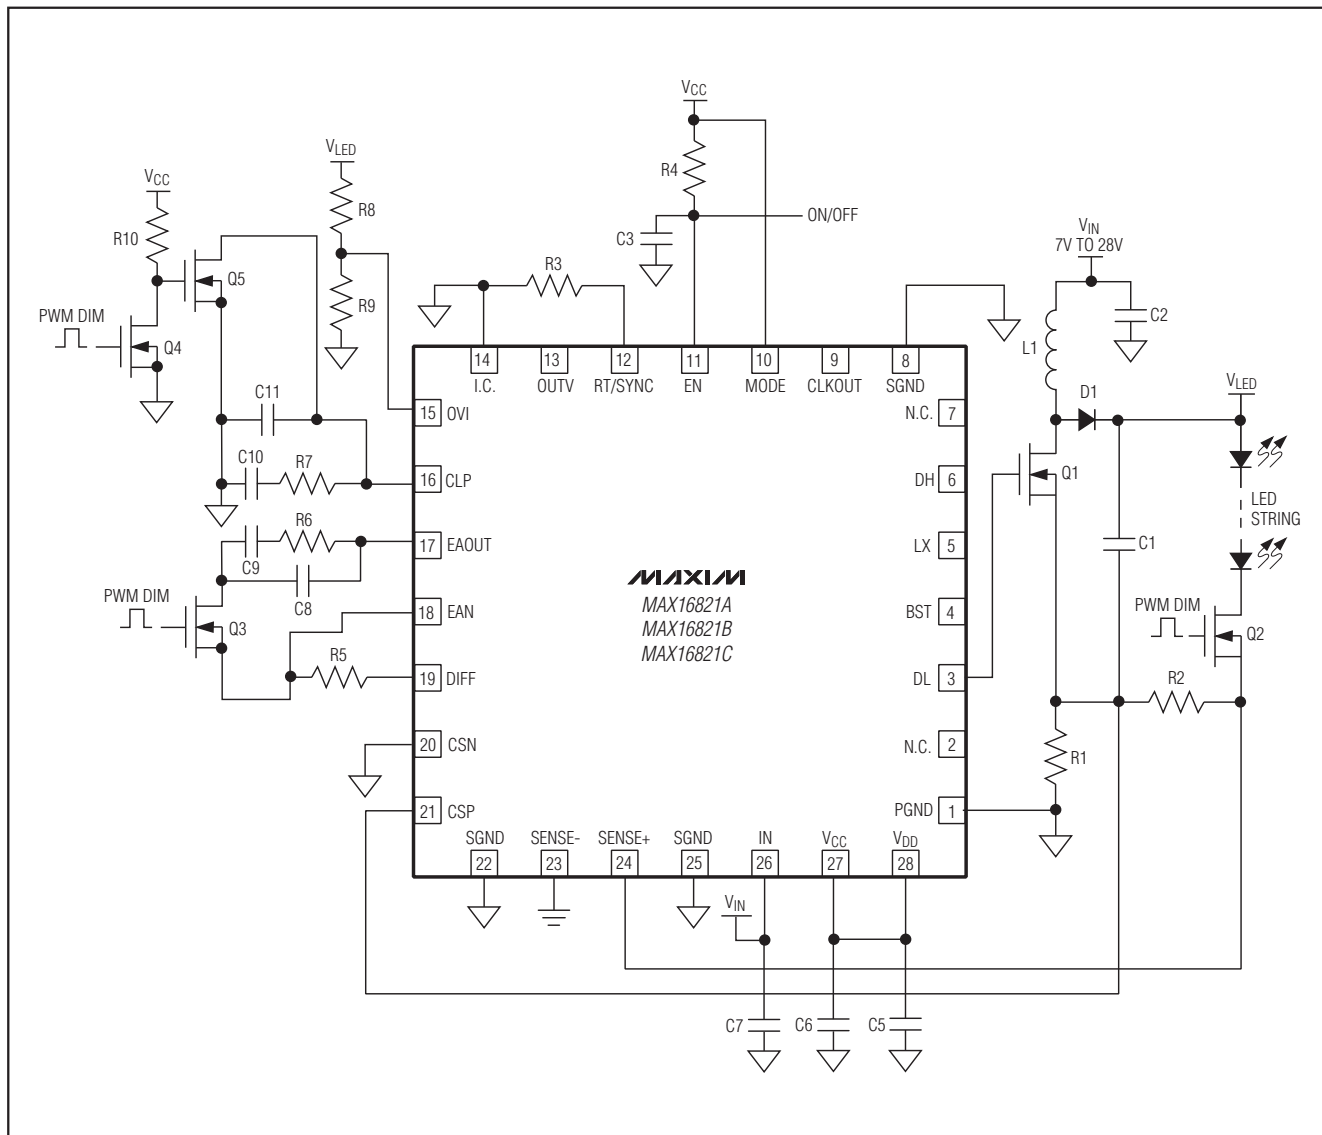 VCC
VLED
R4
VCC
R8
ON/OFF
C3
VIN
7V TO 28V
R10
Q5
R3
R9
C2
PWM DIM
Q4
L1
14
13
12
11
10
9
8
I.C.
OUTV
RT/SYNC
EN
MODE
CLKOUT
SGND
VLED
C11
D1
15
OVI
N.C.
7
C10
R7
16
CLP
DH
6
Q1
LED
STRING
R6
17
EAOUT
LX
5
C1
C9
C8
MAXIM
MAX16821A
MAX16821B
MAX16821C
PWM DIM
Q3
18
EAN
BST
4
PWM DIM
Q2
R5
19
DIFF
DL
3
R2
20
CSN
N.C.
2
R1
21
CSP
PGND
1
SGND
SENSE-
SENSE+
SGND
IN
VCC
VDD
22
23
24
25
26
27
28
VIN
C7
C6
C5